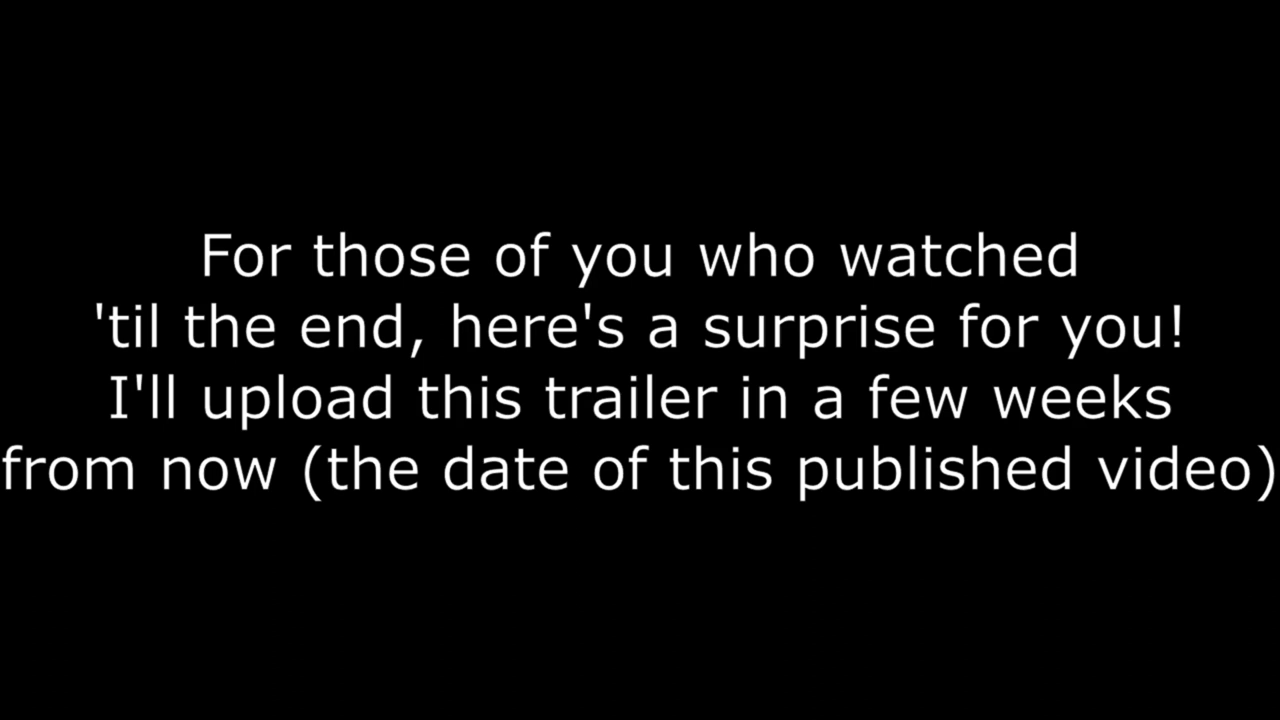 For those of you who watched
'til the end, here's a surprise for you!
I'll upload this trailer in a few weeks
from now (the date of this published video)